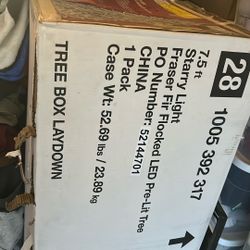 28 1005 392 317
7.5 ft
Starry Light
Fraser Fir Flocked LED Pre-Lit Tree
PO Number: 52144701
CHINA
1 Pack
Case Wt: 52.69 lbs / 23.89 kg
TREE BOX LAYDOWN